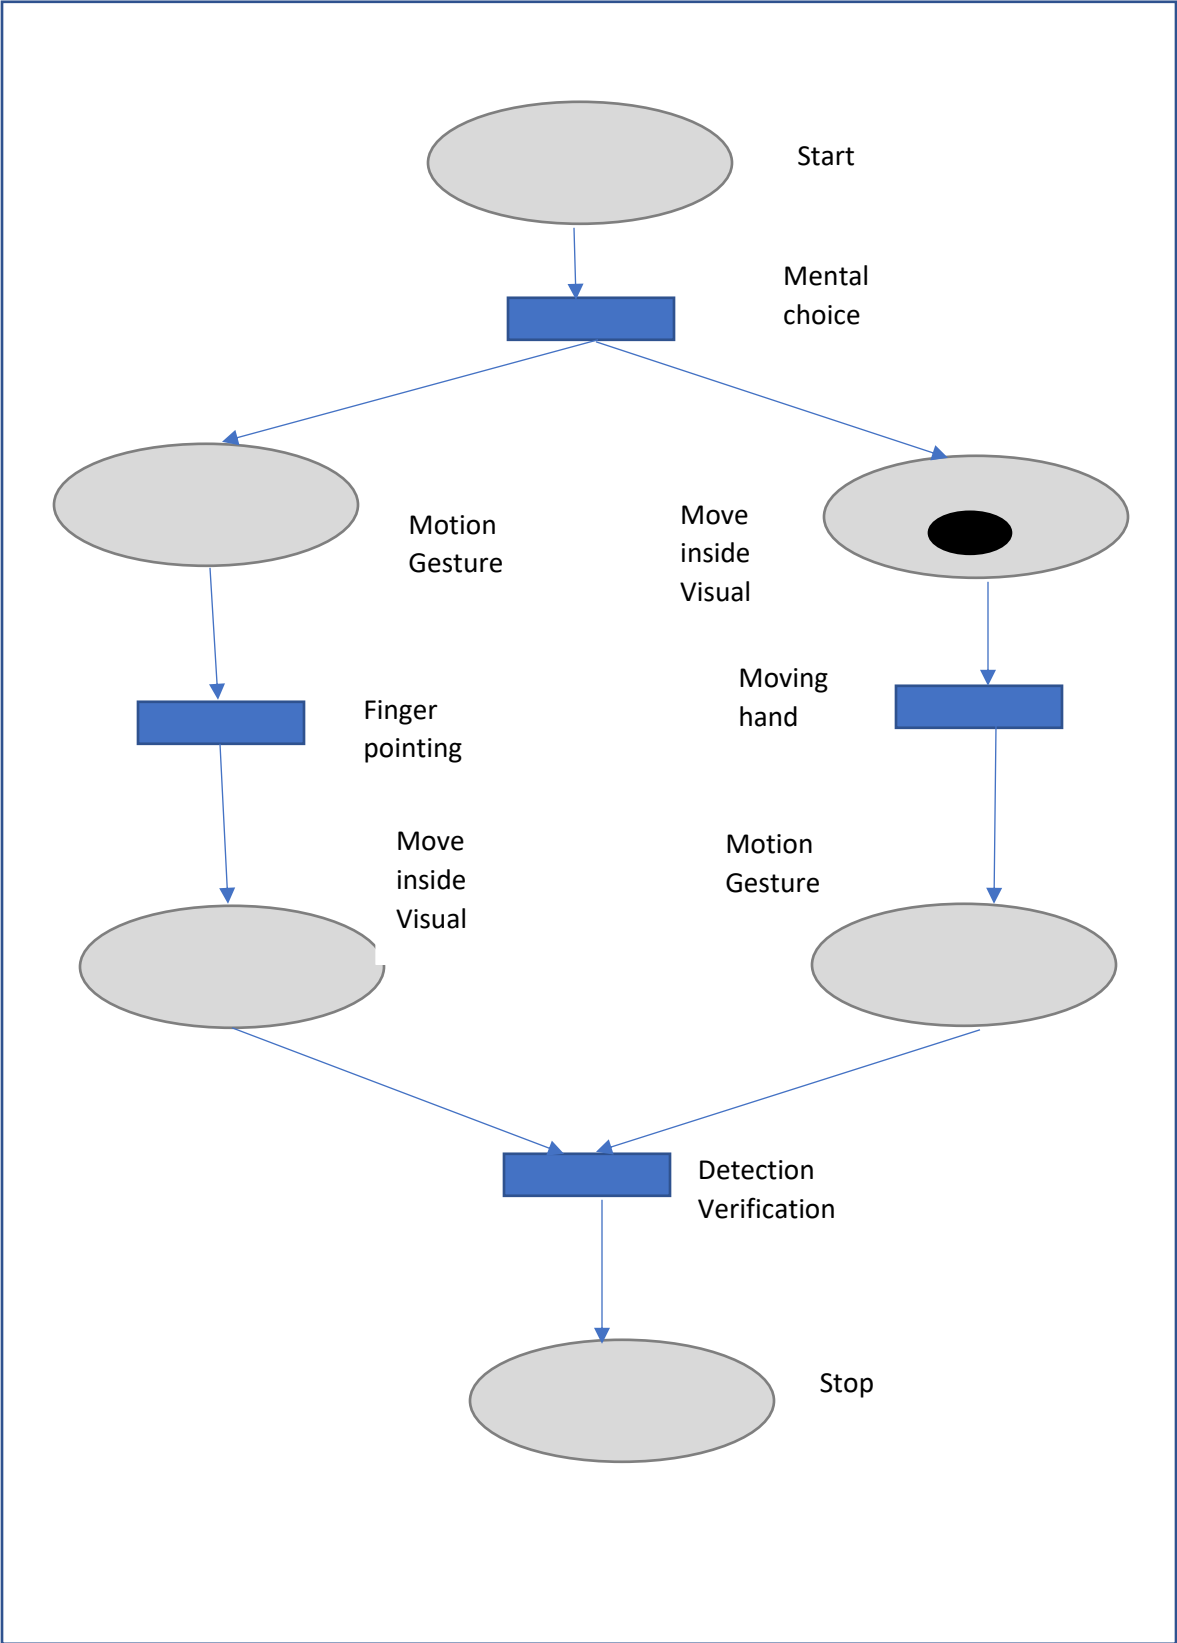 Start
Mental
choice
Motion
Gesture
Move
inside
Visual
Finger
pointing
Moving
hand
Move
inside
Visual
Motion
Gesture
Detection
Verification
Stop